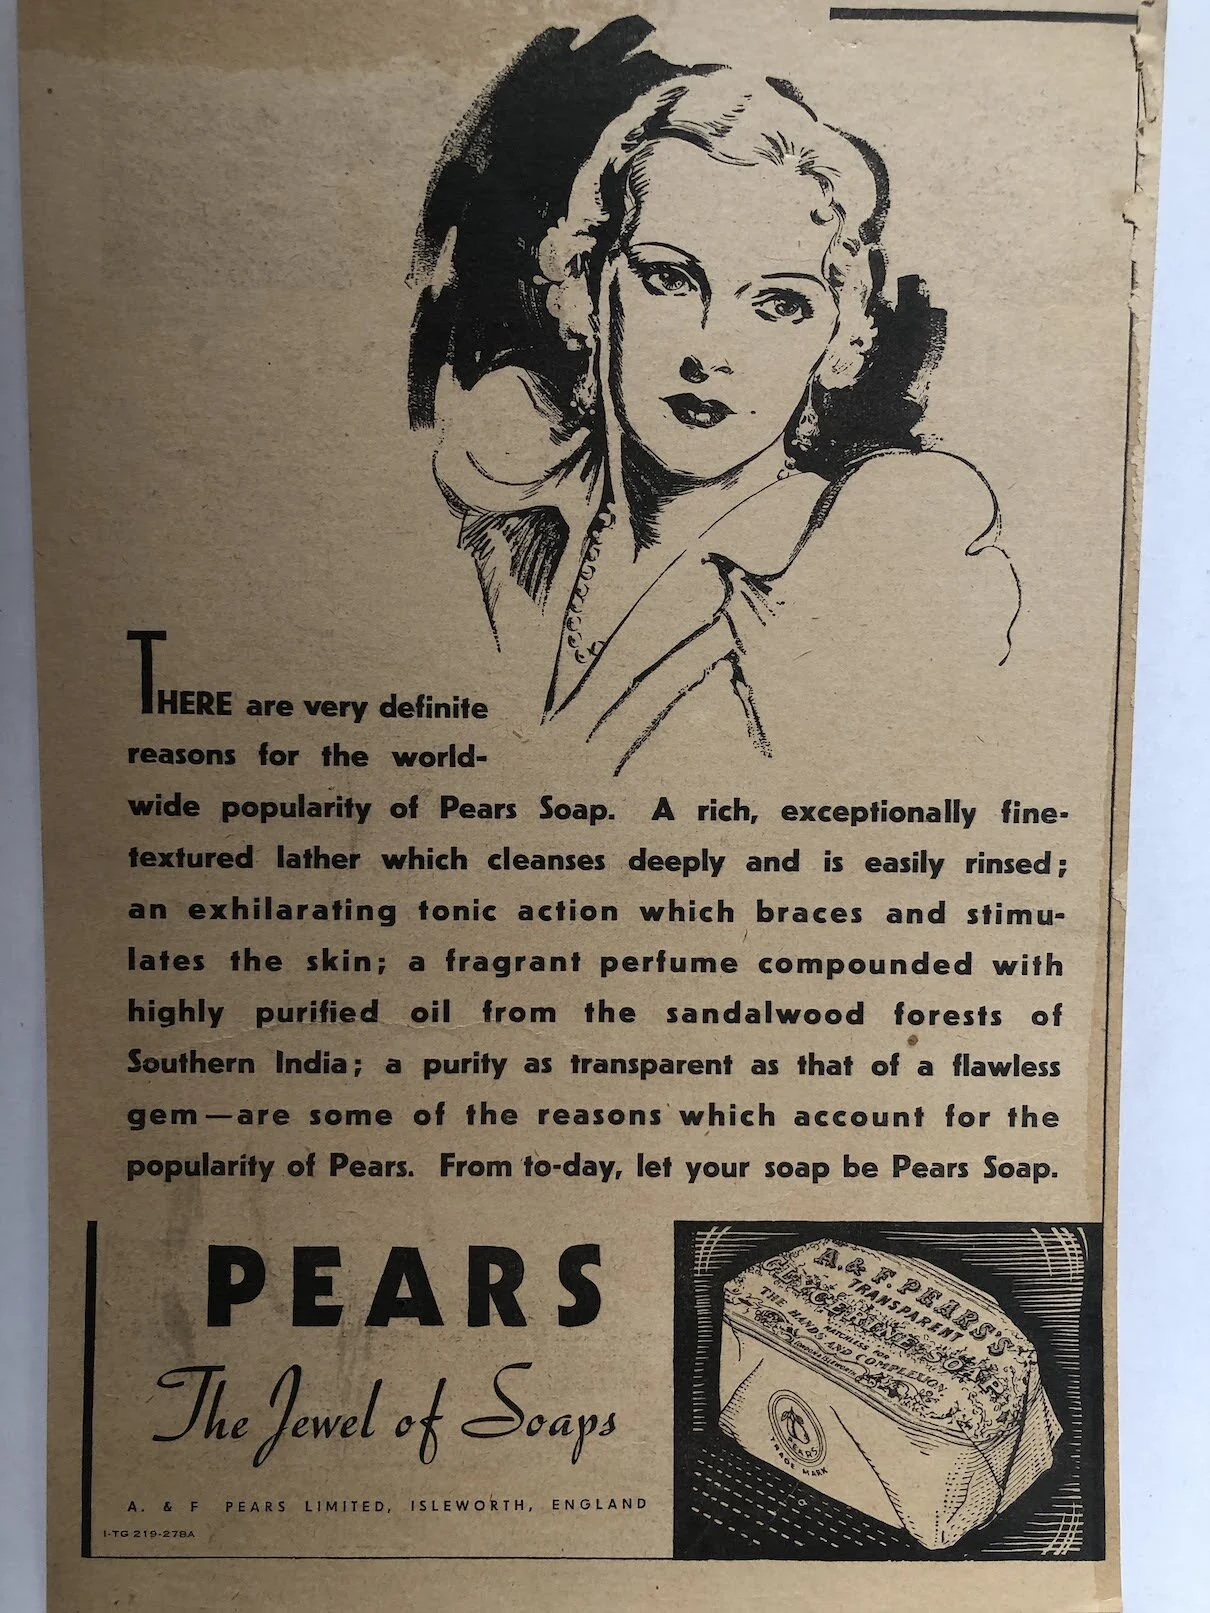 THERE are very definite
reasons for the world-
wide popularity of Pears Soap. A rich, exceptionally fine-
textured lather which cleanses deeply and is easily rinsed;
an exhilarating tonic action which braces and stimu-
lates the skin; a fragrant perfume compounded with
highly purified oil from the sandalwood forests of
Southern India; a purity as transparent as that of a flawless
gem—are some of the reasons which account for the
popularity of Pears. From to-day, let your soap be Pears Soap.
PEARS
The Jewel of Soaps
A. & F PEARS LIMITED, ISLEWORTH, ENGLAND
I-TG 219-278A
A. & F. PEARS'S
TRANSPARENT
MATCHLESS FOR
THE HANDS AND COMPLEXION
PEARS
TRADE MARK